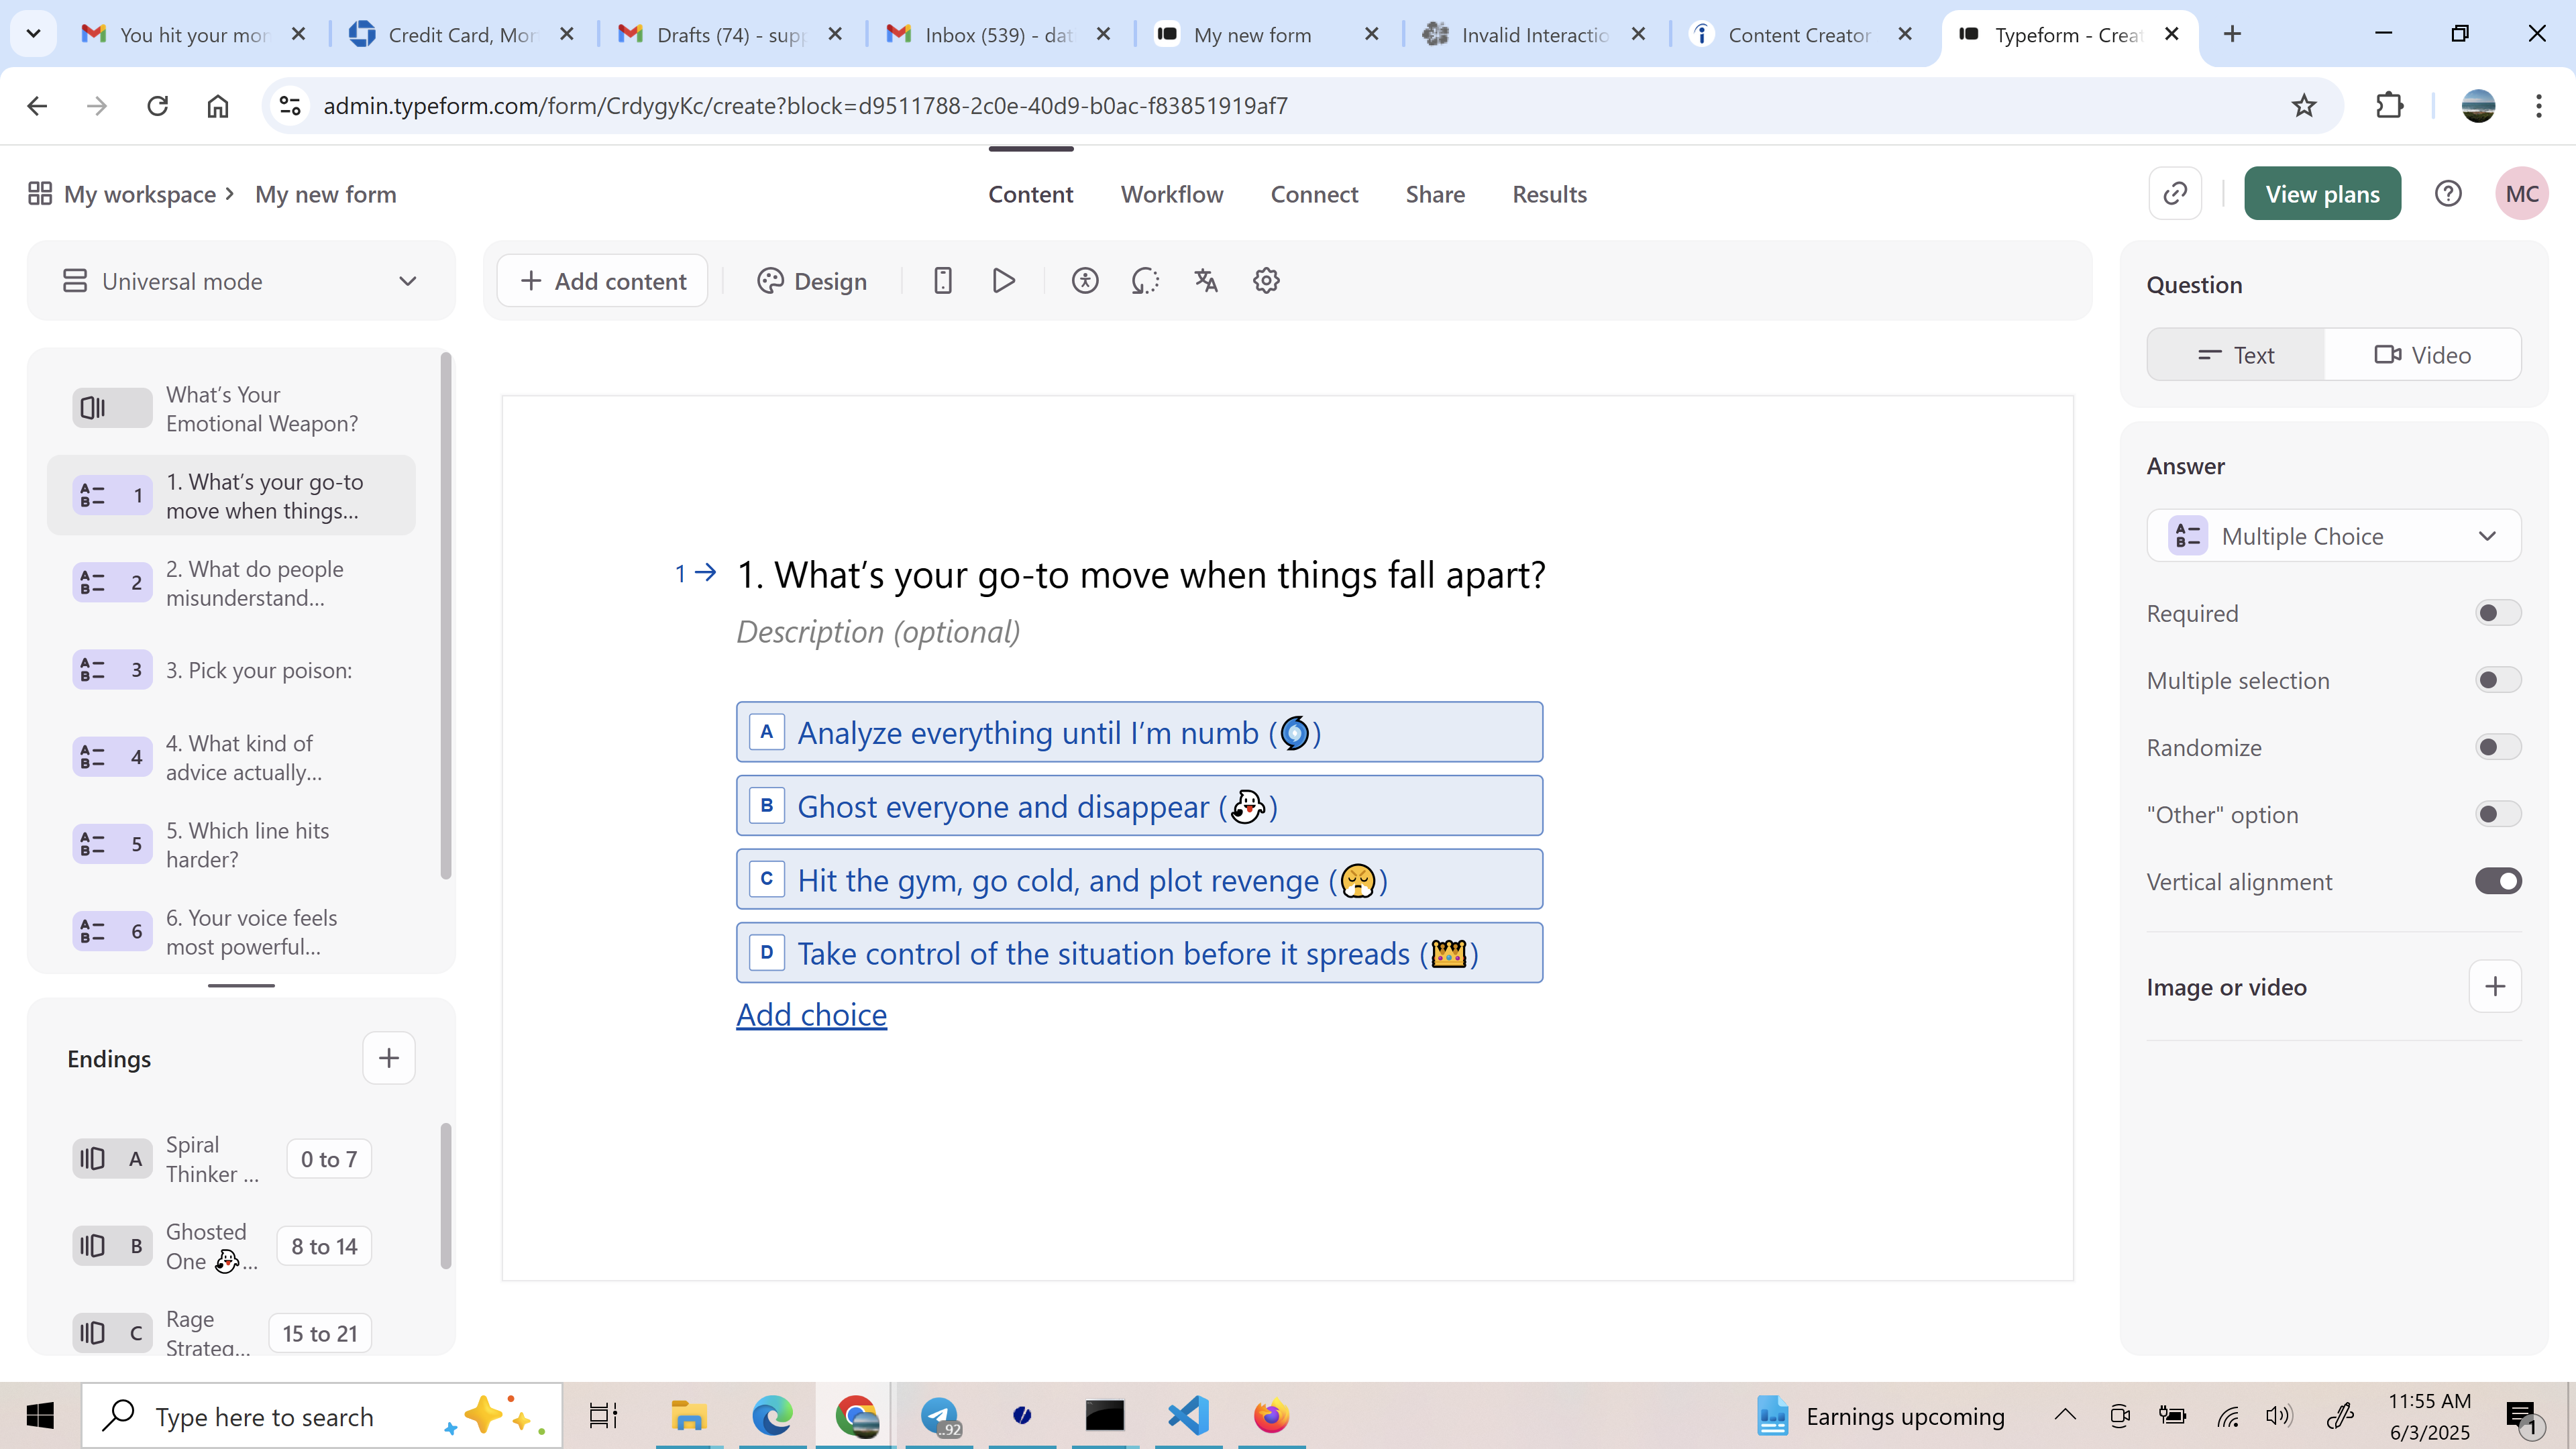 You hit your mor
Credit Card, Mor
Drafts (74) - supp
Inbox (539) - dat
My new form
Invalid Interactio
Content Creator
Typeform - Creat
admin.typeform.com/form/CrdygyKc/create?block=d9511788-2c0e-40d9-b0ac-f83851919af7
My workspace
My new form
Content
Workflow
Connect
Share
Results
View plans
MC
Universal mode
Add content
Design
What’s Your
Emotional Weapon?
A
B
1
1. What’s your go-to
move when things...
A
B
2
2. What do people
misunderstand...
A
B
3
3. Pick your poison:
A
B
4
4. What kind of
advice actually...
A
B
5
5. Which line hits
harder?
A
B
6
6. Your voice feels
most powerful...
Endings
A
Spiral
Thinker ...
0 to 7
B
Ghosted
One 👻...
8 to 14
C
Rage
Strateg...
15 to 21
1
1. What’s your go-to move when things fall apart?
Description (optional)
A
Analyze everything until I’m numb (🌀)
B
Ghost everyone and disappear (👻)
C
Hit the gym, go cold, and plot revenge (😤)
D
Take control of the situation before it spreads (👑)
Add choice
Question
Text
Video
Answer
A
B
Multiple Choice
Required
Multiple selection
Randomize
"Other" option
Vertical alignment
Image or video
Type here to search
..92
Earnings upcoming
11:55 AM
6/3/2025
1